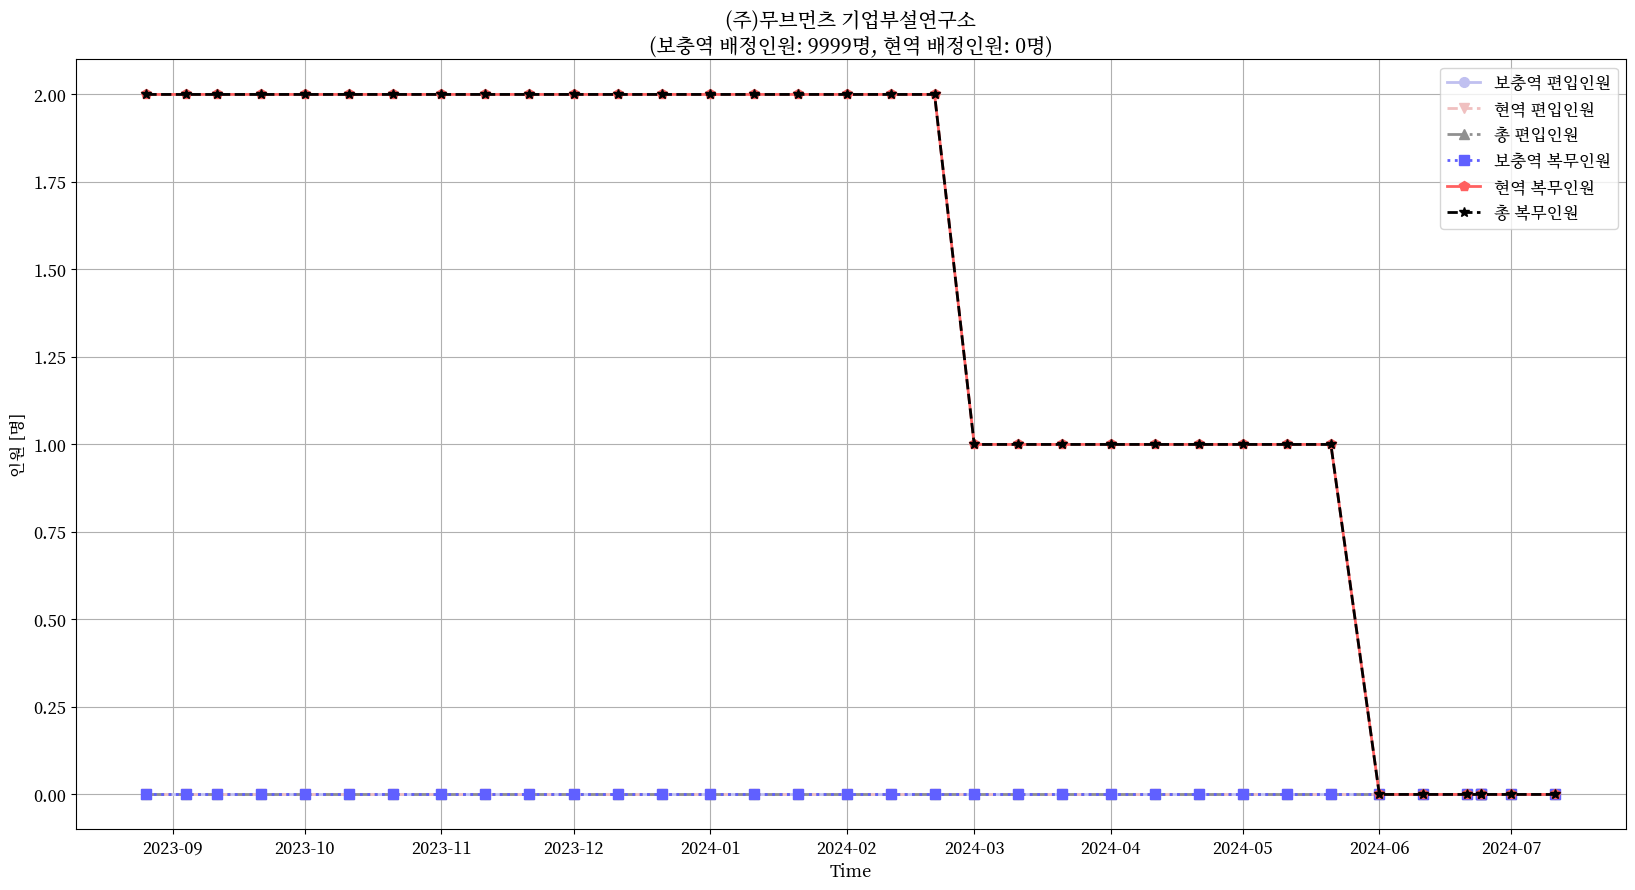 (주)무브먼츠 기업부설연구소
(보충역 배정인원: 9999명, 현역 배정인원: 0명)
보충역 편입인원
현역 편입인원
총 편입인원
보충역 복무인원
현역 복무인원
총 복무인원
2.00
1.75
1.50
1.25
1.00
0.75
0.50
0.25
0.00
인원 [명]
2023-09 2023-10 2023-11 2023-12 2024-01 2024-02 2024-03 2024-04 2024-05 2024-06 2024-07
Time